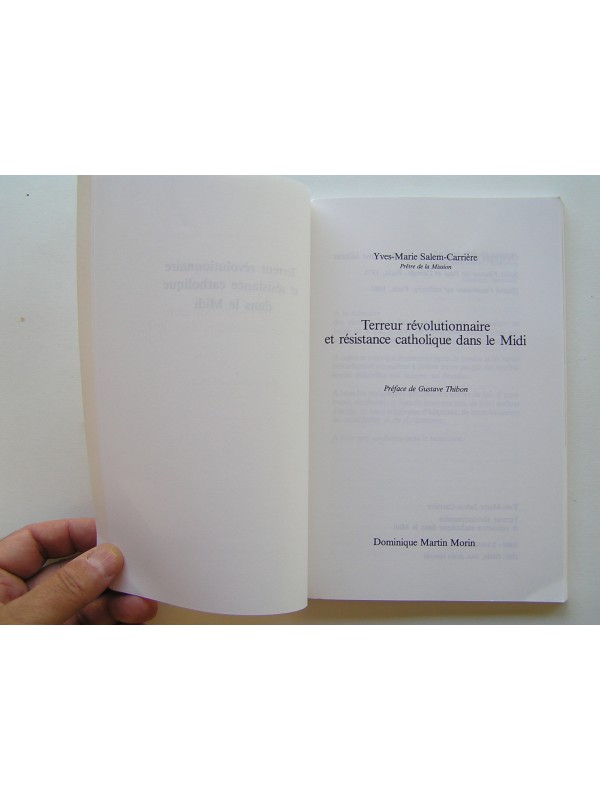 Yves-Marie Salem-Carrière
Prêtre de la Mission
Terreur révolutionnaire
et résistance catholique dans le Midi
Préface de Gustave Thibon
Dominique Martin Morin